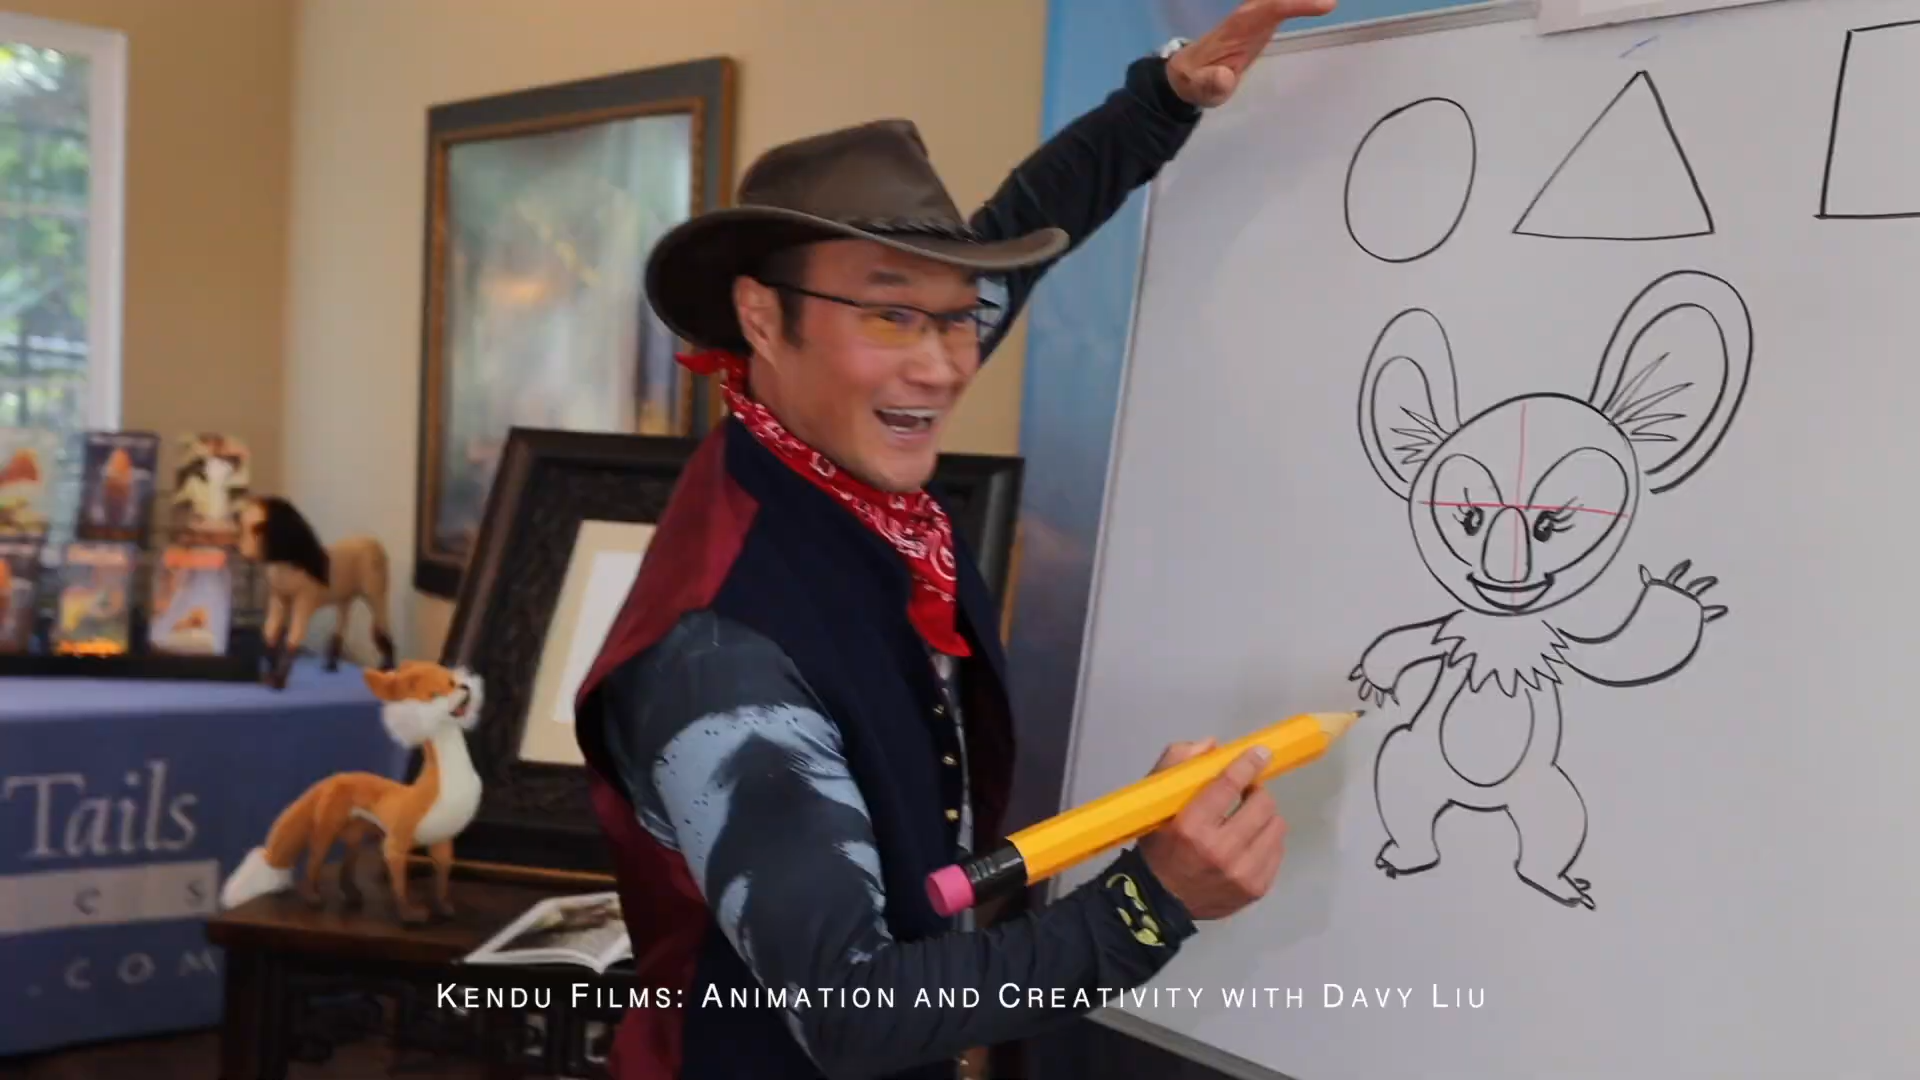 Tails
e s
.COM
KENDU FILMS: ANIMATION AND CREATIVITY WITH DAVY LIU